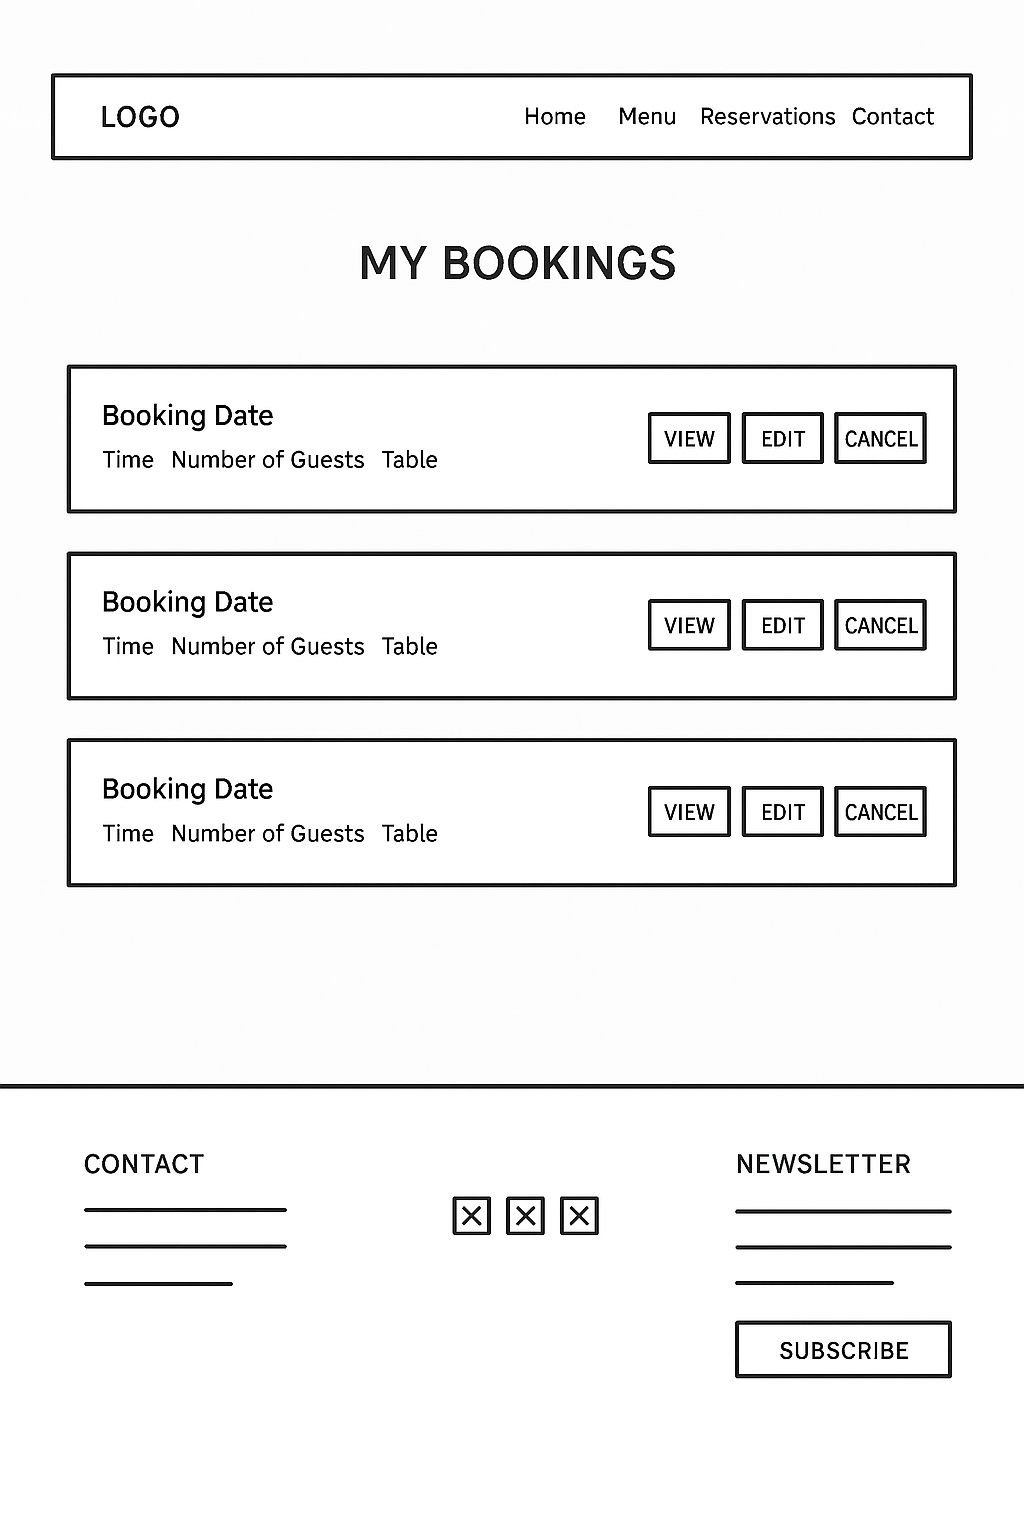 LOGO Home Menu Reservations Contact
MY BOOKINGS
Booking Date
Time Number of Guests Table
VIEW EDIT CANCEL
Booking Date
Time Number of Guests Table
VIEW EDIT CANCEL
Booking Date
Time Number of Guests Table
VIEW EDIT CANCEL
CONTACT
NEWSLETTER
SUBSCRIBE